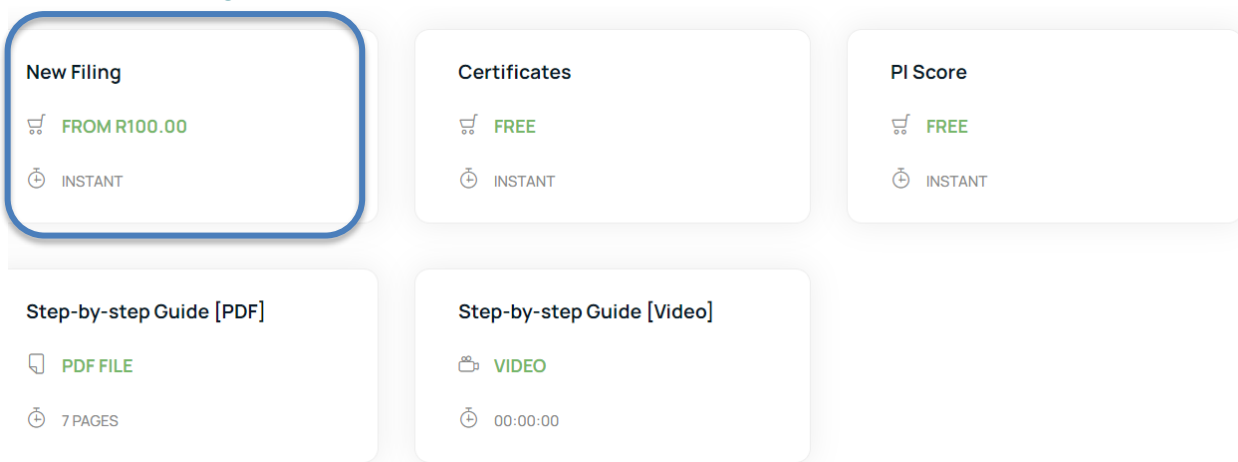 New Filing
FROM R100.00
INSTANT
Certificates
FREE
INSTANT
PI Score
FREE
INSTANT
Step-by-step Guide [PDF]
PDF FILE
7 PAGES
Step-by-step Guide [Video]
VIDEO
00:00:00